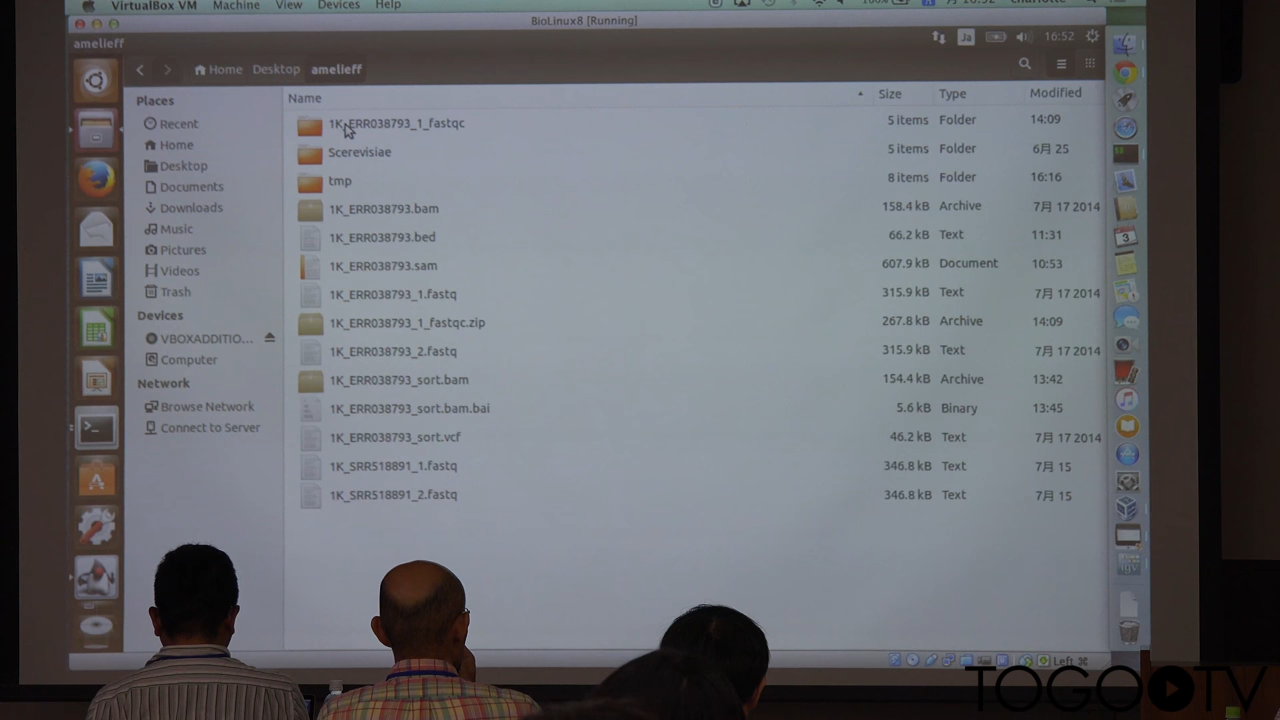 VirtualBox VM Machine View Devices Help
BioLinux8 [Running]
amelieff
Ja
16:52
Home Desktop amelieff
Name Size Type Modified
Places
Recent
Home
Desktop
Documents
Downloads
Music
Pictures
Videos
Trash
Devices
VBOXADDITIO...
Computer
Network
Browse Network
Connect to Server
1K_ERR038793_1_fastqc 5 items Folder 14:09
Scerevisiae 5 items Folder 6月 25
tmp 8 items Folder 16:16
1K_ERR038793.bam 158.4 kB Archive 7月 17 2014
1K_ERR038793.bed 66.2 kB Text 11:31
1K_ERR038793.sam 607.9 kB Document 10:53
1K_ERR038793_1.fastq 315.9 kB Text 7月 17 2014
1K_ERR038793_1_fastqc.zip 267.8 kB Archive 14:09
1K_ERR038793_2.fastq 315.9 kB Text 7月 17 2014
1K_ERR038793_sort.bam 154.4 kB Archive 13:42
1K_ERR038793_sort.bam.bai 5.6 kB Binary 13:45
1K_ERR038793_sort.vcf 46.2 kB Text 7月 17 2014
1K_SRR518891_1.fastq 346.8 kB Text 7月 15
1K_SRR518891_2.fastq 346.8 kB Text 7月 15
3
igv
Left ⌘
TOGOTV